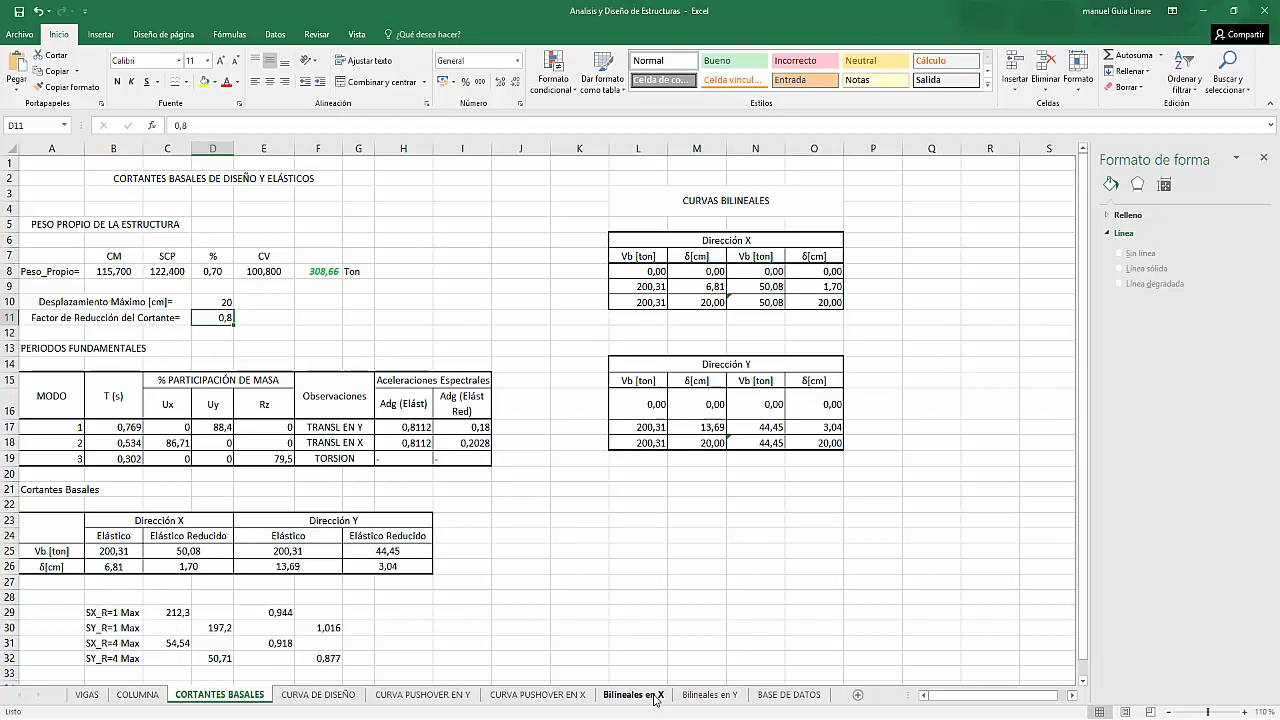 Analisis y Diseño de Estructuras - Excel
manuel Guia Linare
Archivo Inicio Insertar Diseño de página Fórmulas Datos Revisar Vista ¿Qué desea hacer? Compartir
Pegar Cortar Copiar Copiar formato
Portapapeles
Calibri 11
N K S
Fuente
Ajustar texto
Combinar y centrar
Alineación
General
% 000
Número
Formato condicional
Dar formato como tabla
Normal Bueno Incorrecto Neutral Cálculo
Celda de co... Celda vincul... Entrada Notas Salida
Estilos
Insertar Eliminar Formato
Celdas
Autosuma
Rellenar
Borrar
Ordenar y filtrar
Buscar y seleccionar
Edición
D11 fx 0,8
A B C D E F G H I J K L M N O P Q R S
1
2 CORTANTES BASALES DE DISEÑO Y ELÁSTICOS
3 CURVAS BILINEALES
4
5 PESO PROPIO DE LA ESTRUCTURA
6 Dirección X
7 CM SCP % CV Vb [ton] δ[cm] Vb [ton] δ[cm]
8 Peso_Propio= 115,700 122,400 0,70 100,800 308,66 Ton 0,00 0,00 0,00 0,00
9 200,31 6,81 50,08 1,70
10 Desplazamiento Máximo [cm]= 20 200,31 20,00 50,08 20,00
11 Factor de Reducción del Cortante= 0,8
12
13 PERIODOS FUNDAMENTALES
14 Dirección Y
15 MODO T (s) % PARTICIPACIÓN DE MASA Observaciones Aceleraciones Espectrales Vb [ton] δ[cm] Vb [ton] δ[cm]
16 Ux Uy Rz Adg (Elást) Adg (Elást Red) 0,00 0,00 0,00 0,00
17 1 0,769 0 88,4 0 TRANSL EN Y 0,8112 0,18 200,31 13,69 44,45 3,04
18 2 0,534 86,71 0 0 TRANSL EN X 0,8112 0,2028 200,31 20,00 44,45 20,00
19 3 0,302 0 0 79,5 TORSION - -
20
21 Cortantes Basales
22
23 Dirección X Dirección Y
24 Elástico Elástico Reducido Elástico Elástico Reducido
25 Vb [ton] 200,31 50,08 200,31 44,45
26 δ[cm] 6,81 1,70 13,69 3,04
27
28
29 SX_R=1 Max 212,3 0,944
30 SY_R=1 Max 197,2 1,016
31 SX_R=4 Max 54,54 0,918
32 SY_R=4 Max 50,71 0,877
33
Formato de forma
Relleno
Línea
Sin línea
Línea sólida
Línea degradada
VIGAS COLUMNA CORTANTES BASALES CURVA DE DISEÑO CURVA PUSHOVER EN Y CURVA PUSHOVER EN X Bilineales en X Bilineales en Y BASE DE DATOS
Listo 110 %